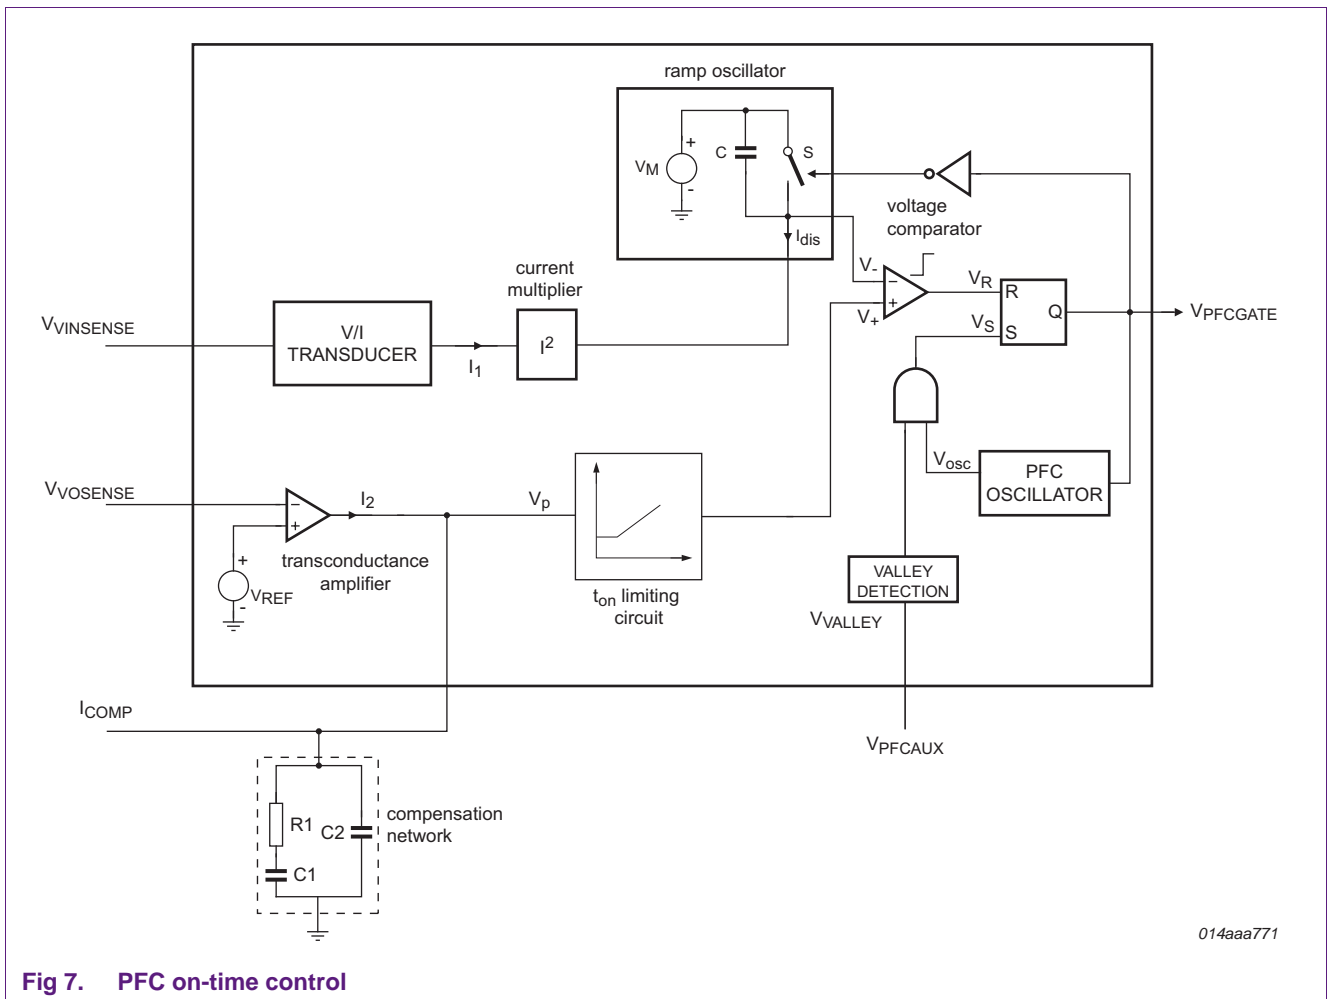 ramp oscillator
+
VM
-
C
S
Idis
voltage
comparator
current
multiplier
VVINSENSE
V/I
TRANSDUCER
I1
I2
V-
−
+
V+
VR
R
Q
VS
S
VPFCGATE
Vosc
PFC
OSCILLATOR
VVOSENSE
−
+
I2
transconductance
amplifier
+
VREF
-
Vp
ton limiting
circuit
VALLEY
DETECTION
VVALLEY
VPFCAUX
ICOMP
R1
C2
C1
compensation
network
014aaa771
Fig 7. PFC on-time control